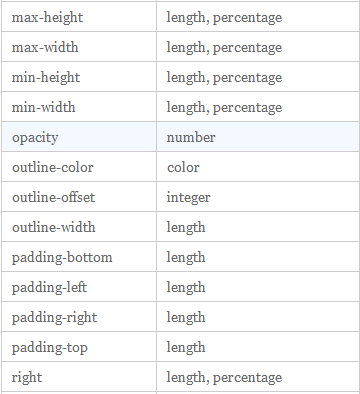 max-height length, percentage
max-width length, percentage
min-height length, percentage
min-width length, percentage
opacity number
outline-color color
outline-offset integer
outline-width length
padding-bottom length
padding-left length
padding-right length
padding-top length
right length, percentage